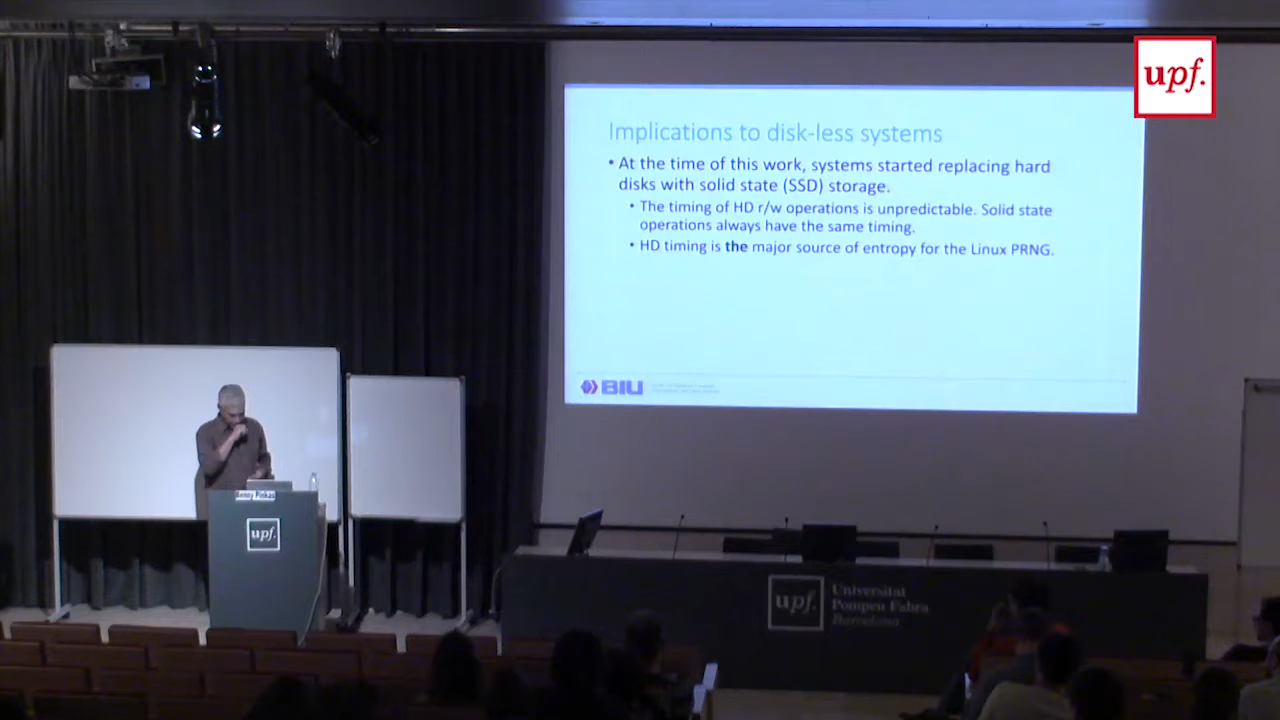 upf.
Implications to disk-less systems
• At the time of this work, systems started replacing hard
disks with solid state (SSD) storage.
• The timing of HD r/w operations is unpredictable. Solid state
operations always have the same timing.
• HD timing is the major source of entropy for the Linux PRNG.
BIU
Benny Pinkas
upf.
upf.
Universitat
Pompeu Fabra
Barcelona